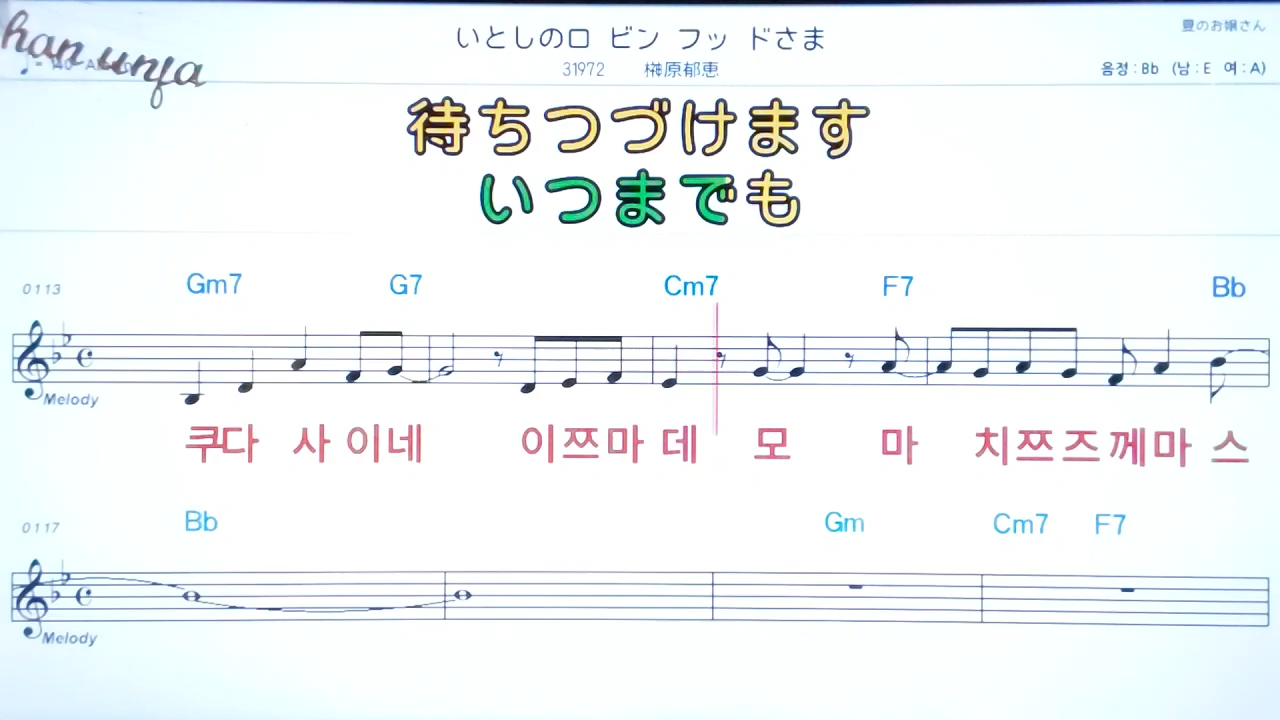 han unja
いとしのロ ビン フッ ドさま
夏のお嬢さん
31972 榊原郁恵
음정 : Bb (남 : E 여 : A)
待ちつづけます
いつまでも
Gm7 G7 Cm7 F7 Bb
0113
Melody
쿠다 사 이네 이쯔마 데 모 마 치쯔즈께마 스
Bb Gm Cm7 F7
0117
Melody